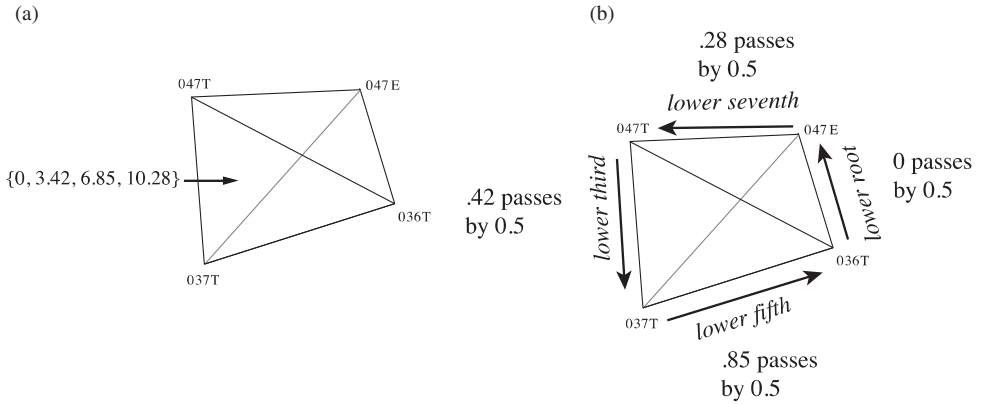 (a)
047T
047E
{0, 3.42, 6.85, 10.28}
036T
037T
(b)
.28 passes
by 0.5
lower seventh
047T
047E
lower third
lower root
0 passes
by 0.5
.42 passes
by 0.5
036T
037T
lower fifth
.85 passes
by 0.5